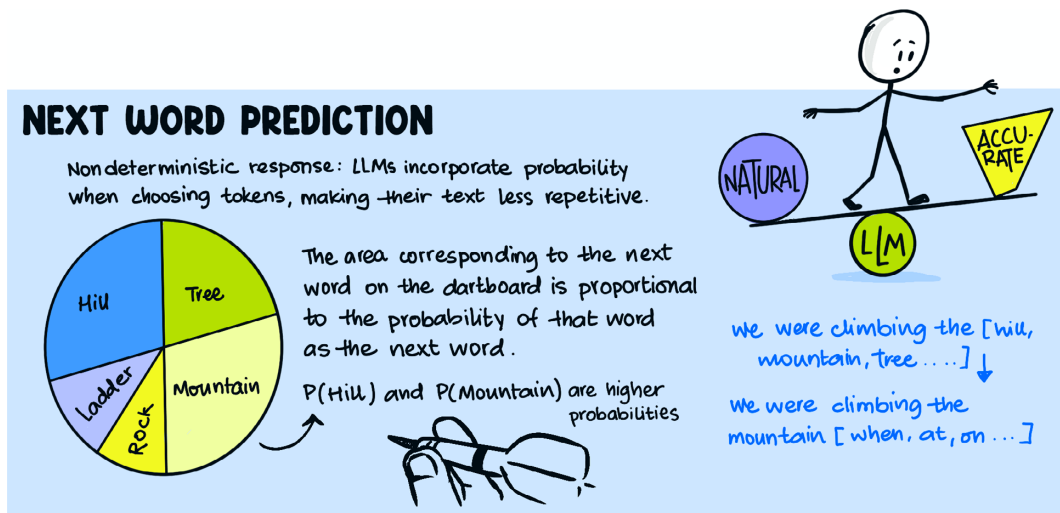 NEXT WORD PREDICTION
Nondeterministic response: LLMs incorporate probability
when choosing tokens, making their text less repetitive.
Hill
Tree
Ladder
Rock
Mountain
The area corresponding to the next
word on the dartboard is proportional
to the probability of that word
as the next word.
P(Hill) and P(Mountain) are higher
probabilities
NATURAL
ACCU-
RATE
LLM
We were climbing the [hill,
mountain, tree ....]
We were climbing the
mountain [when, at, on ...]